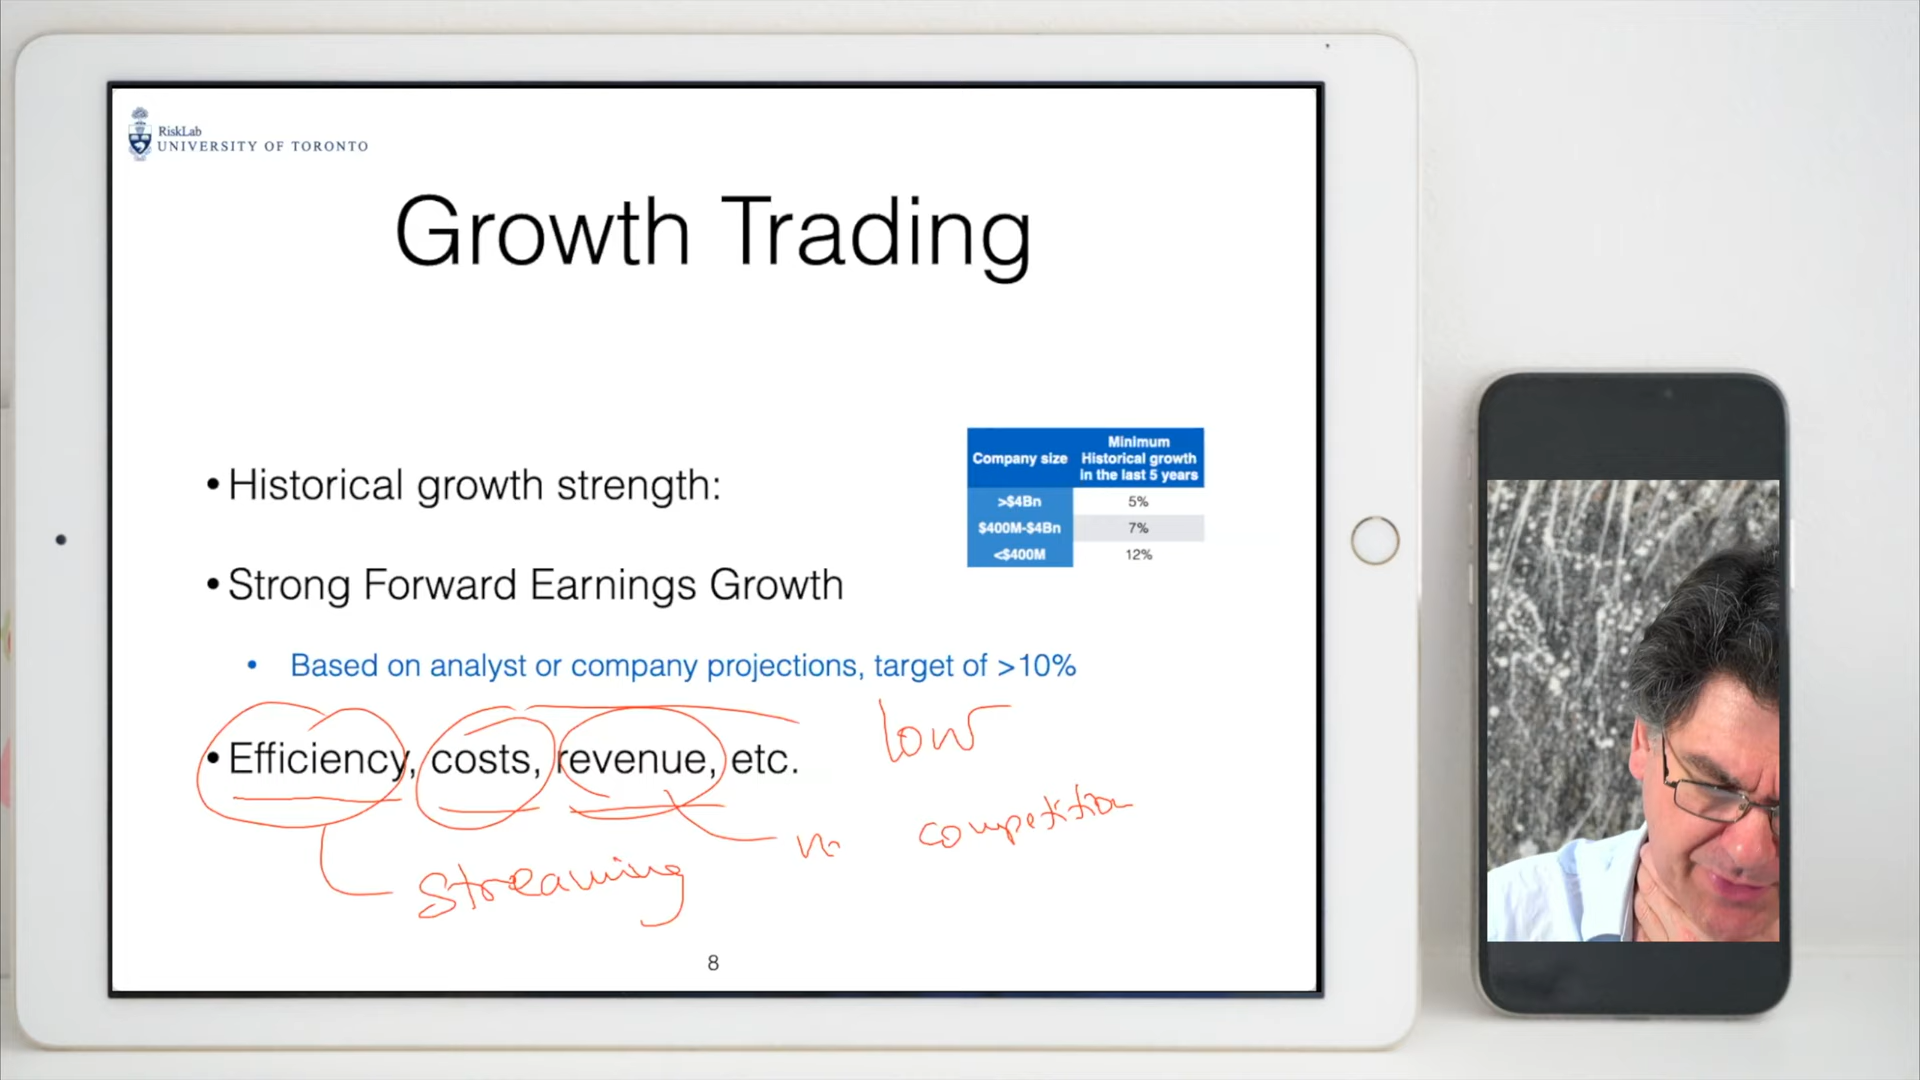 RiskLab
UNIVERSITY OF TORONTO
Growth Trading
• Historical growth strength:
Company size
Minimum Historical growth in the last 5 years
>$4Bn 5%
$400M-$4Bn 7%
<$400M 12%
• Strong Forward Earnings Growth
• Based on analyst or company projections, target of >10%
low
• Efficiency, costs, revenue, etc.
no competition
Streaming
8